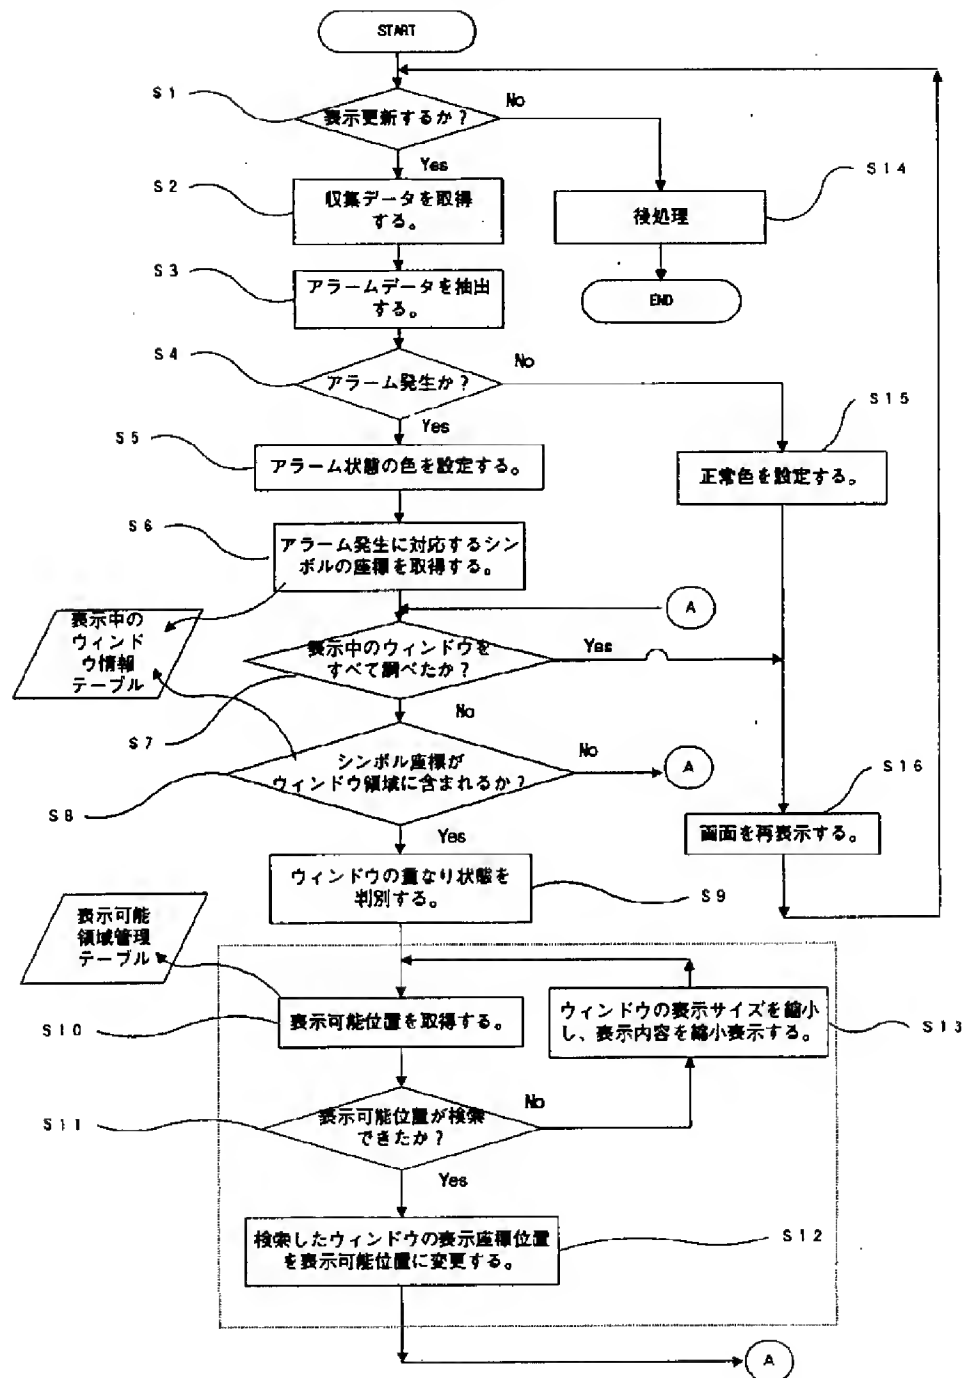 START
S1
表示更新するか？
No
Yes
S2
収集データを取得
する。
S14
後処理
S3
アラームデータを抽出
する。
END
S4
アラーム発生か？
No
Yes
S15
S5
アラーム状態の色を設定する。
正常色を設定する。
S6
アラーム発生に対応するシン
ボルの座標を取得する。
A
表示中の
ウィンド
ウ情報
テーブル
表示中のウィンドウを
すべて調べたか？
Yes
S7
No
シンボル座標が
ウィンドウ領域に含まれるか？
No
A
S8
S16
画面を再表示する。
Yes
ウィンドウの重なり状態を
判別する。
S9
表示可能
領域管理
テーブル
S10
表示可能位置を取得する。
ウィンドウの表示サイズを縮小
し、表示内容を縮小表示する。
S13
S11
表示可能位置が検索
できたか？
No
Yes
検索したウィンドウの表示座標位置
を表示可能位置に変更する。
S12
A